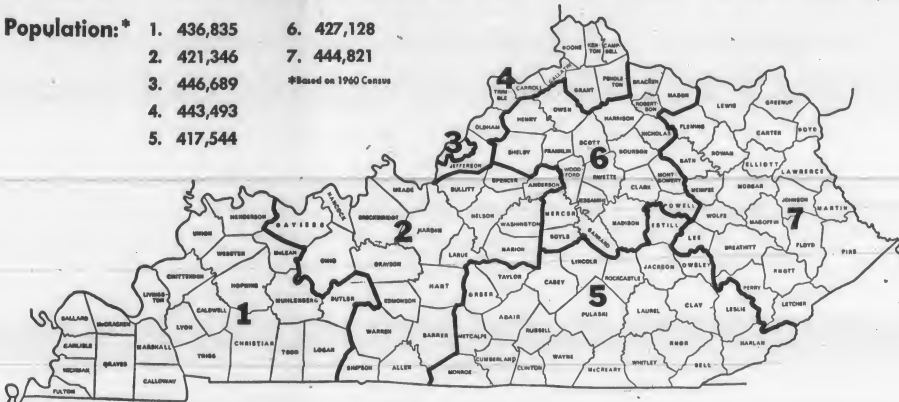 Population:* 1. 436,835 6. 427,128
2. 421,346 7. 444,821
3. 446,689 *Based on 1960 Census
4. 443,493
5. 417,544
BOONE KEN-TON CAMP-BELL
GALLATIN
4 TRIMBLE CARROLL GRANT PENDLETON BRACKEN MASON
OWEN ROBERTSON LEWIS GREENUP
OLDHAM HENRY HARRISON FLEMING CARTER BOYD
3 JEFFERSON SHELBY FRANKLIN SCOTT NICHOLAS ROWAN
6 BOURBON BATH ELLIOTT LAWRENCE
WOODFORD FAYETTE MONTGOMERY MENIFEE MORGAN
SPENCER ANDERSON CLARK JOHNSON MARTIN
MEADE BULLITT JESSAMINE POWELL WOLFE MAGOFFIN 7
HANCOCK BRECKINRIDGE NELSON MERCER MADISON ESTILL LEE FLOYD
HENDERSON DAVIESS 2 HARDIN WASHINGTON GARRARD BREATHITT PIKE
UNION BOYLE
WEBSTER McLEAN OHIO GRAYSON LARUE MARION LINCOLN JACKSON OWSLEY KNOTT
CRITTENDEN HART TAYLOR CASEY ROCKCASTLE PERRY
LIVINGSTON HOPKINS MUHLENBERG BUTLER EDMONSON GREEN 5 CLAY LESLIE LETCHER
CALDWELL 1 ADAIR PULASKI LAUREL
BALLARD McCRACKEN LYON WARREN BARREN METCALFE RUSSELL HARLAN
CARLISLE MARSHALL CHRISTIAN TODD LOGAN KNOX
GRAVES TRIGG CUMBERLAND WAYNE WHITLEY BELL
HICKMAN CALLOWAY SIMPSON ALLEN MONROE CLINTON McCREARY
FULTON